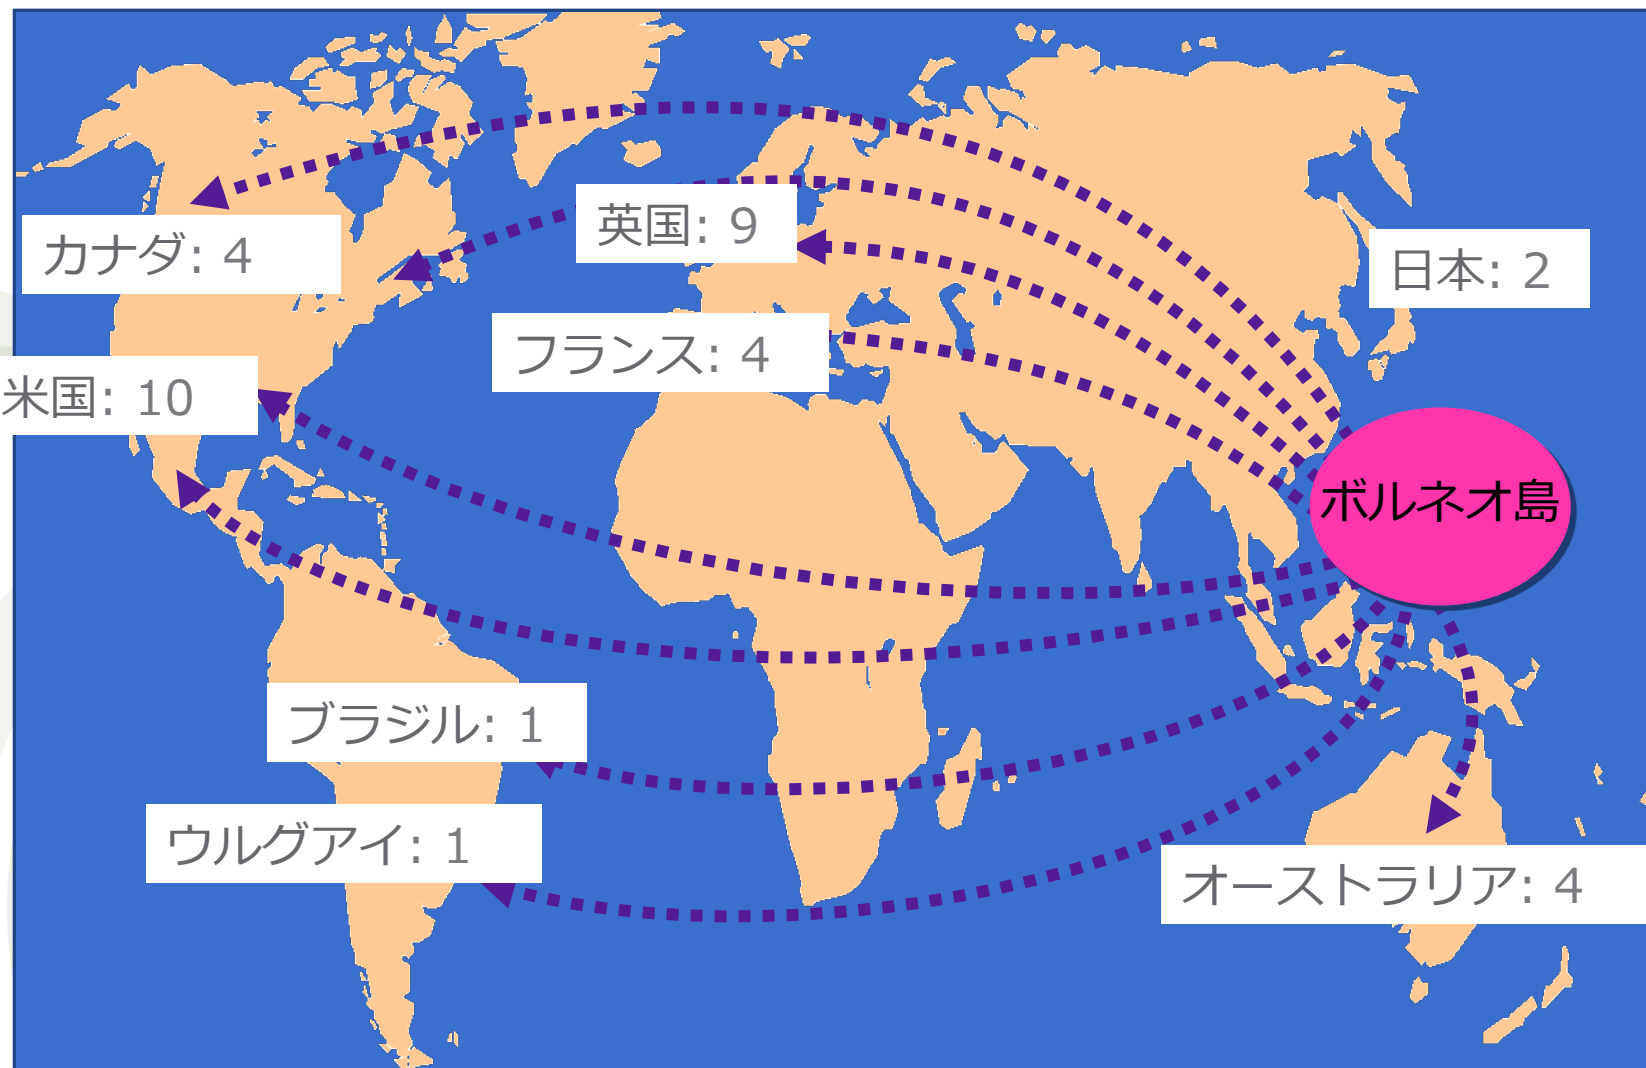 英国: 9
カナダ: 4
日本: 2
フランス: 4
米国: 10
ボルネオ島
ブラジル: 1
ウルグアイ: 1
オーストラリア: 4